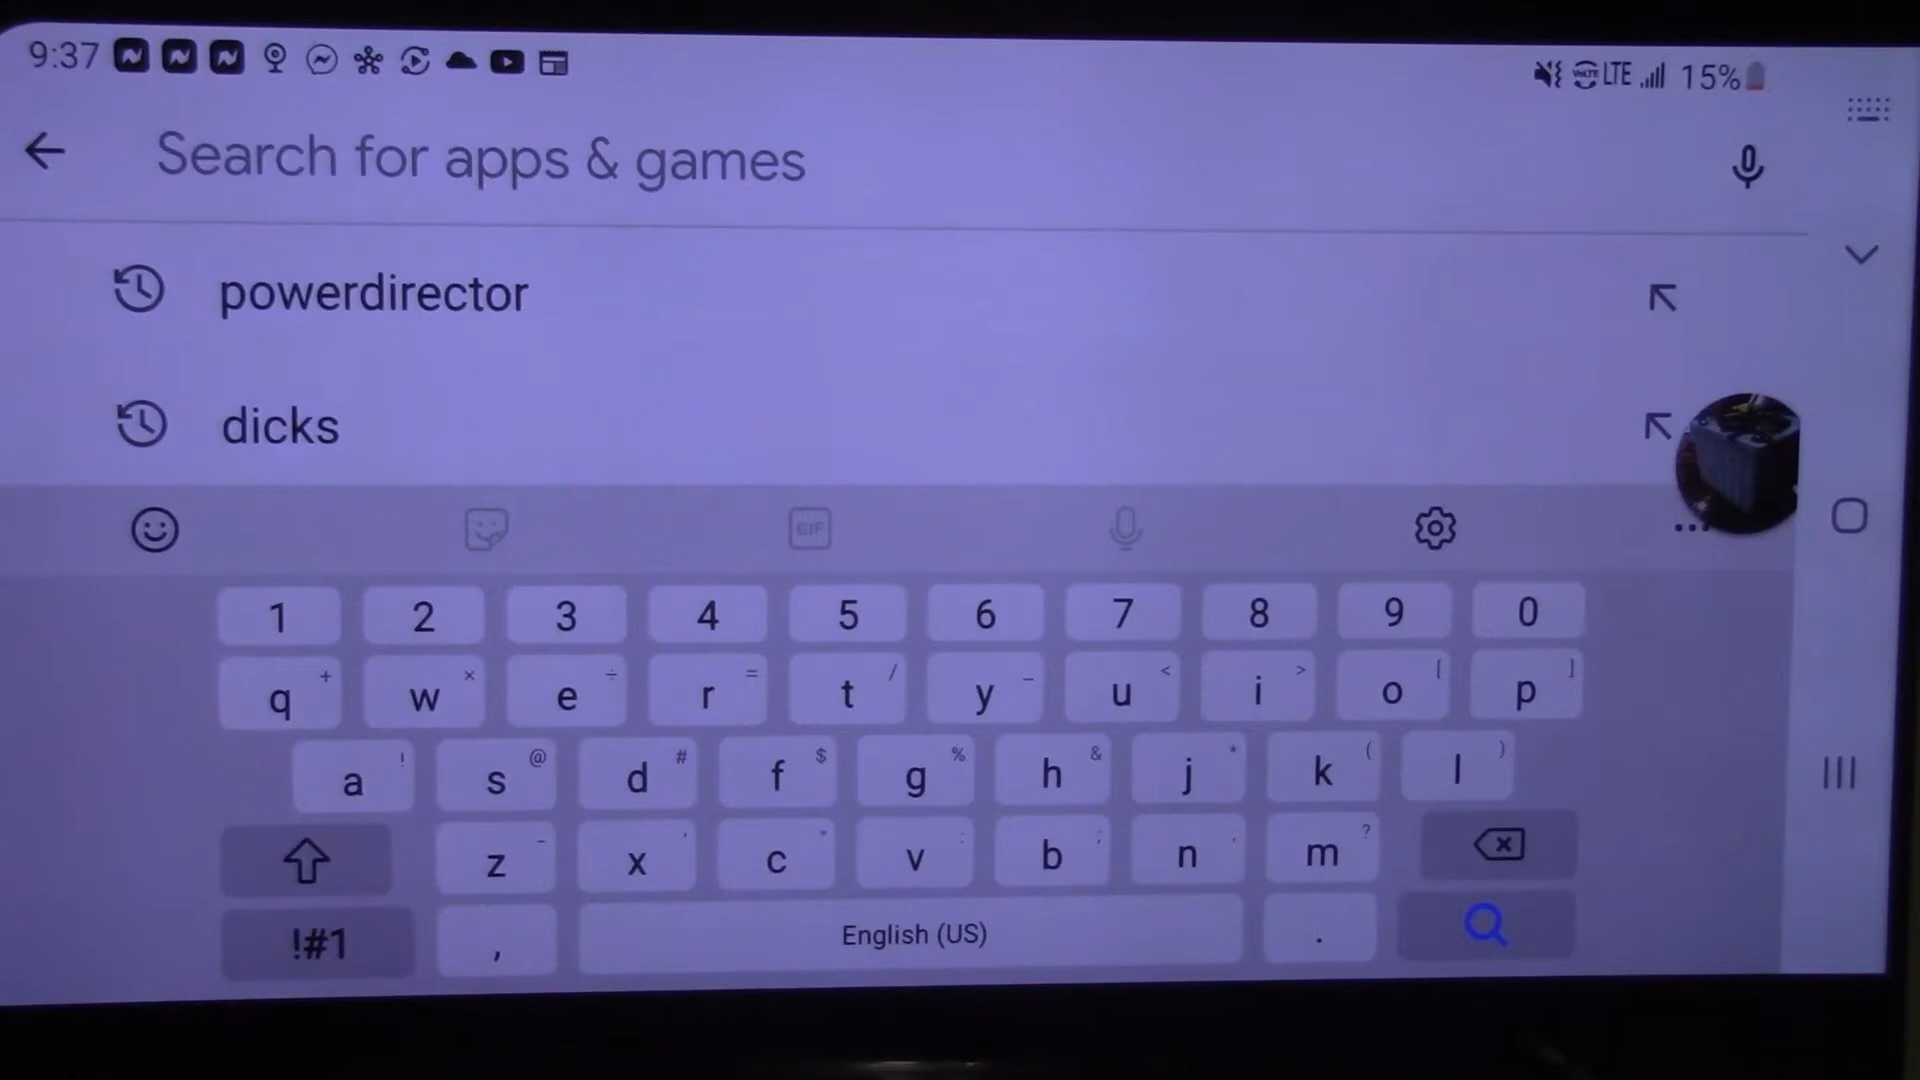 9:37 LTE 15%
Search for apps & games
powerdirector
dicks
GIF
1 2 3 4 5 6 7 8 9 0
q + w × e ÷ r = t / y _ u < i > o [ p ]
a ! s @ d # f $ g % h & j * k ( l )
z - x ' c " v : b ; n , m ?
!#1 , English (US) .